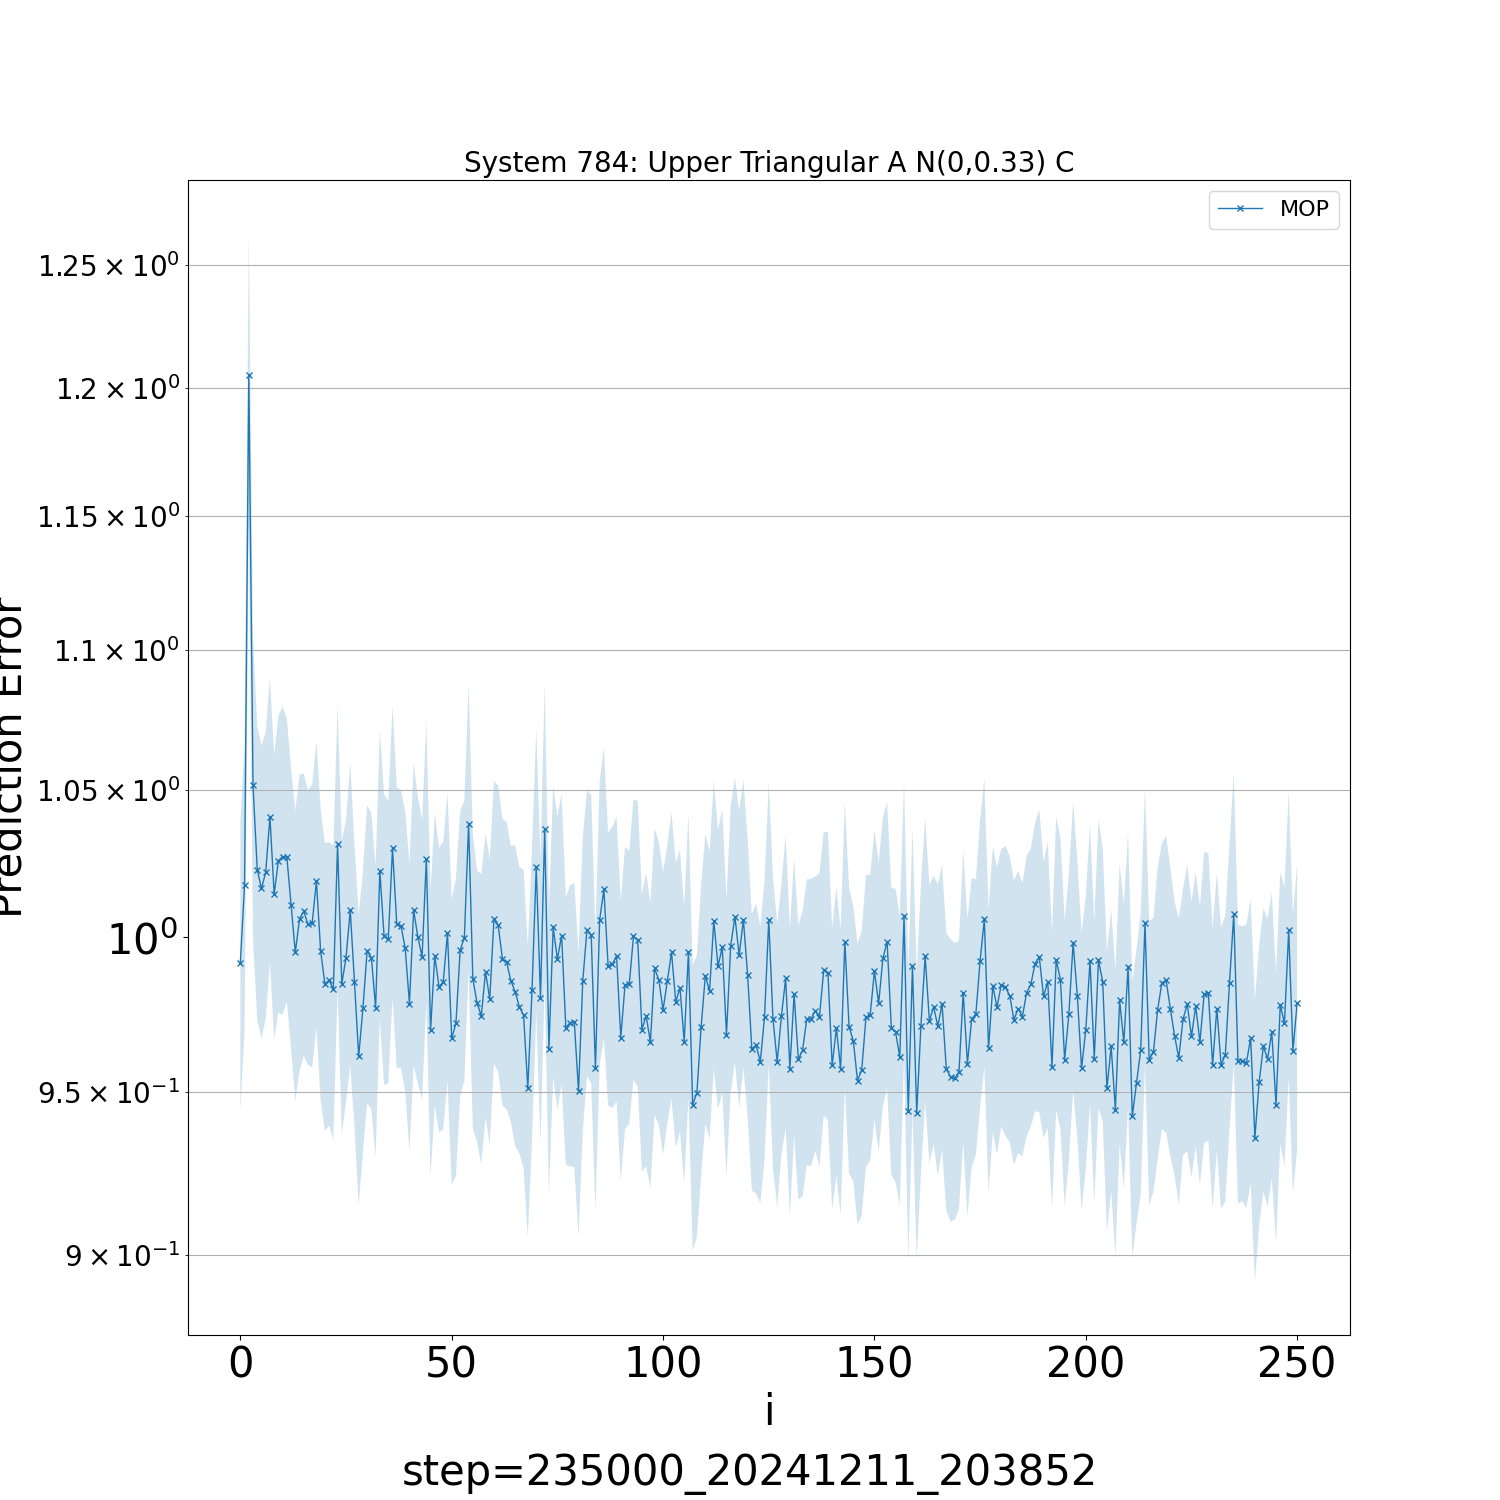 System 784: Upper Triangular A N(0,0.33) C
MOP
1.25 × 10⁰
1.2 × 10⁰
1.15 × 10⁰
1.1 × 10⁰
1.05 × 10⁰
10⁰
9.5 × 10⁻¹
9 × 10⁻¹
Prediction Error
0 50 100 150 200 250
i
step=235000_20241211_203852